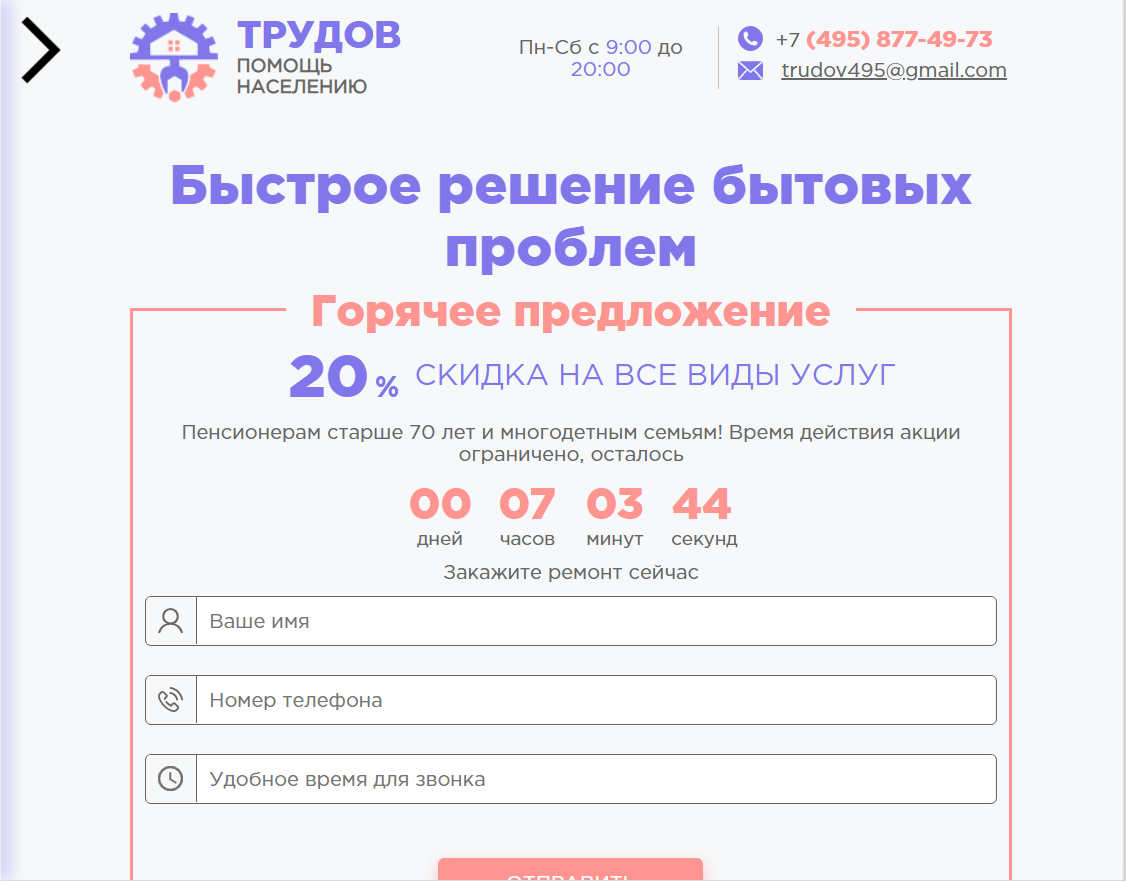 ТРУДОВ
ПОМОЩЬ
НАСЕЛЕНИЮ
Пн-Сб с 9:00 до
20:00
+7 (495) 877-49-73
trudov495@gmail.com
Быстрое решение бытовых
проблем
Горячее предложение
20 % СКИДКА НА ВСЕ ВИДЫ УСЛУГ
Пенсионерам старше 70 лет и многодетным семьям! Время действия акции
ограничено, осталось
00 07 03 44
дней часов минут секунд
Закажите ремонт сейчас
Ваше имя
Номер телефона
Удобное время для звонка
ОТПРАВИТЬ